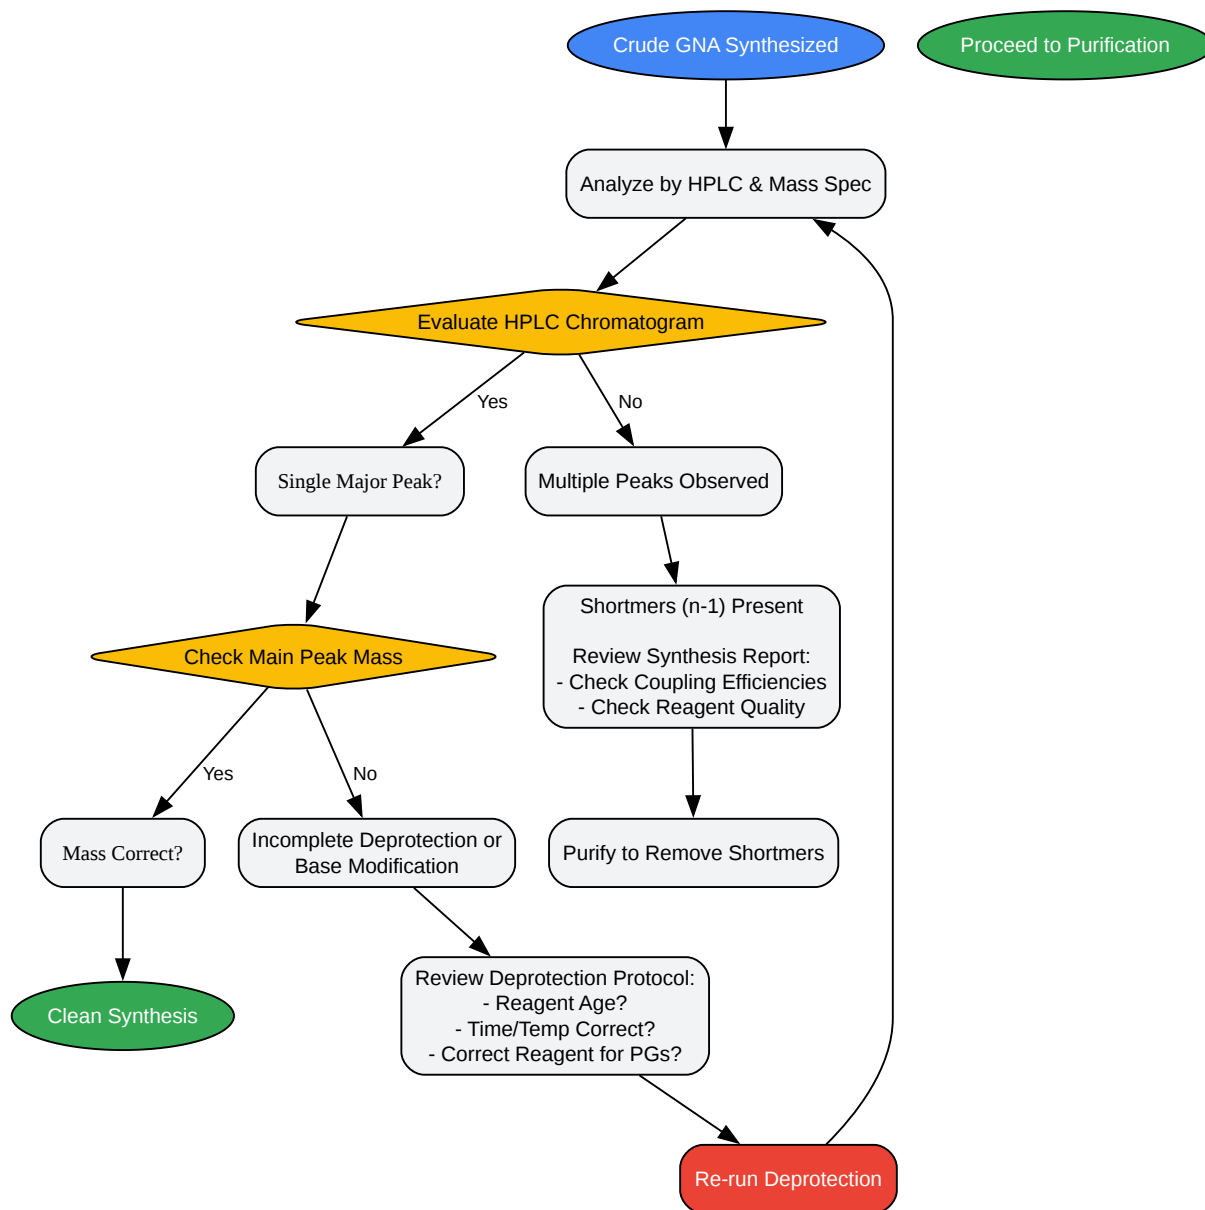 Crude GNA Synthesized
Proceed to Purification
Analyze by HPLC & Mass Spec
Evaluate HPLC Chromatogram
Yes
No
Single Major Peak?
Multiple Peaks Observed
Shortmers (n-1) Present
Review Synthesis Report:
- Check Coupling Efficiencies
- Check Reagent Quality
Check Main Peak Mass
Yes
No
Mass Correct?
Incomplete Deprotection or
Base Modification
Purify to Remove Shortmers
Clean Synthesis
Review Deprotection Protocol:
- Reagent Age?
- Time/Temp Correct?
- Correct Reagent for PGs?
Re-run Deprotection